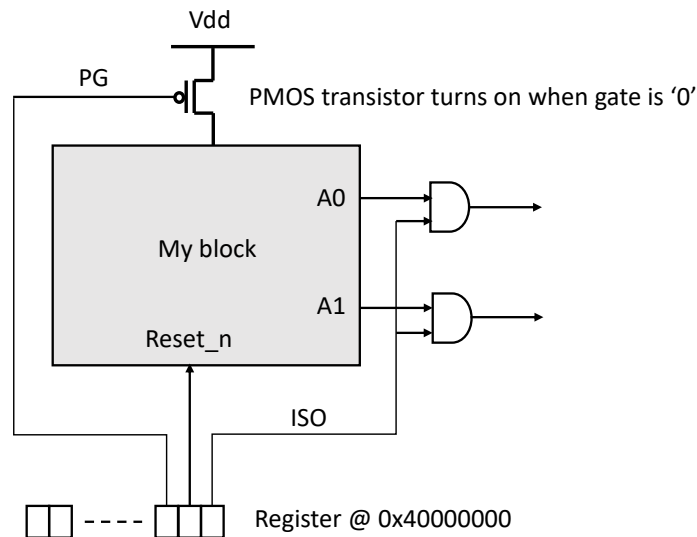 Vdd
PG
PMOS transistor turns on when gate is ‘0’
A0
My block
A1
Reset_n
ISO
Register @ 0x40000000